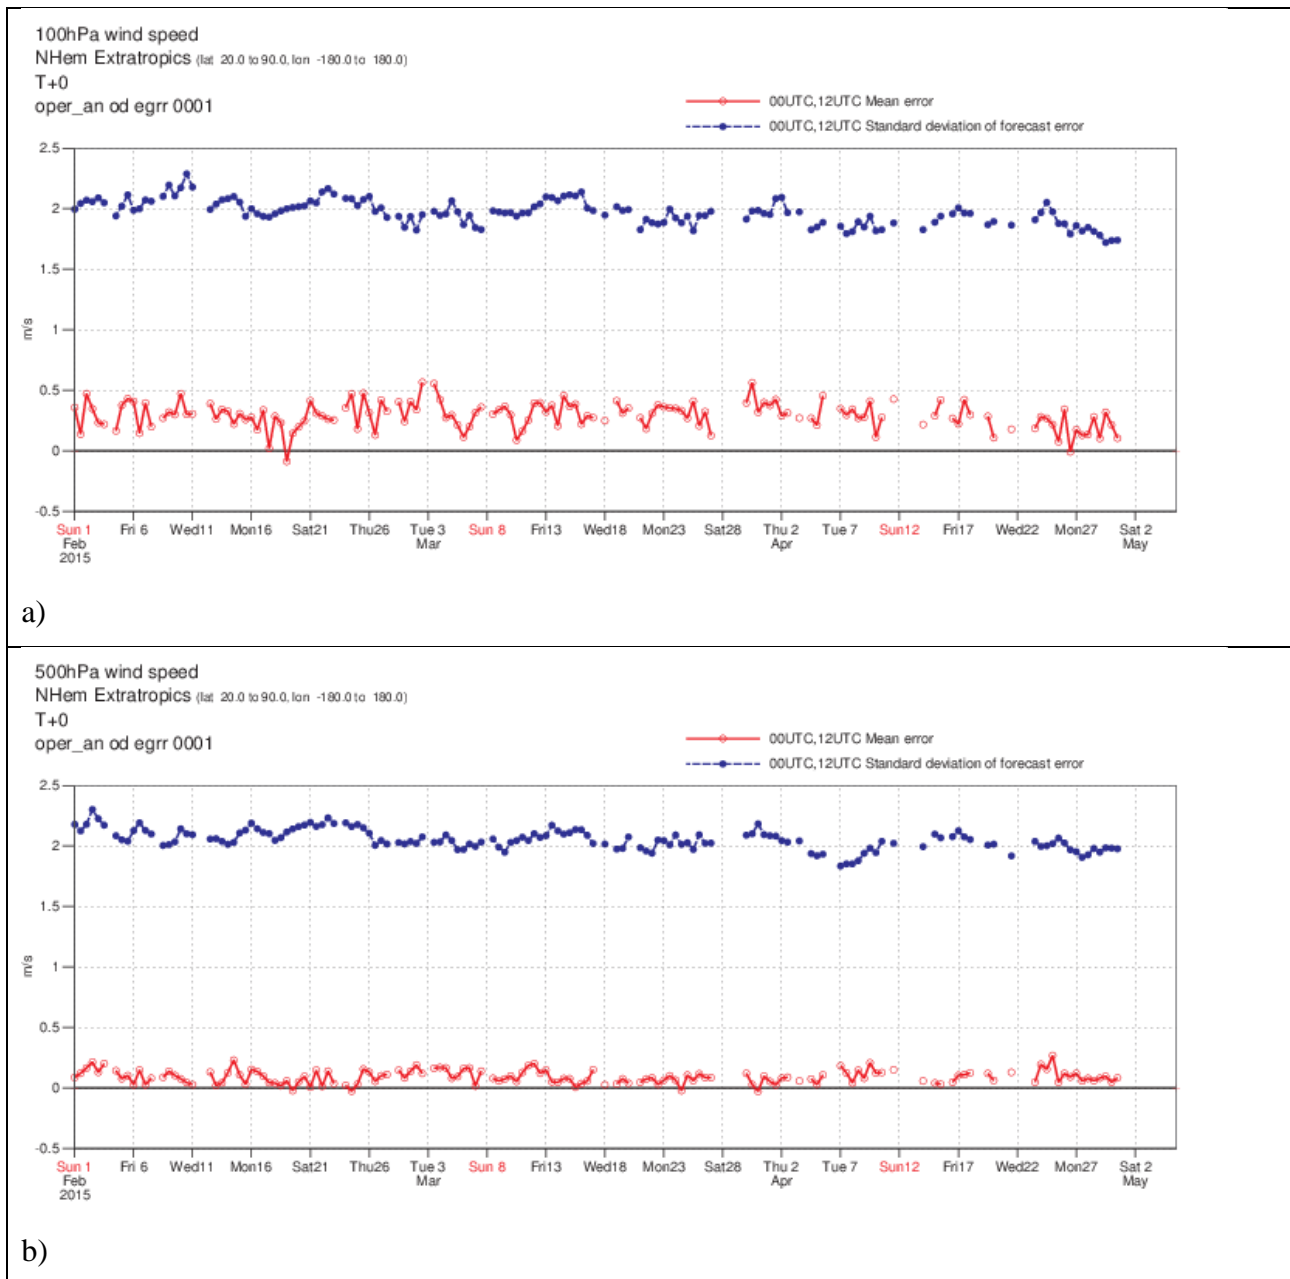 100hPa wind speed
NHem Extratropics (lat 20.0 to 90.0, lon -180.0 to 180.0)
T+0
oper_an od egrr 0001
00UTC,12UTC Mean error
00UTC,12UTC Standard deviation of forecast error
2.5
2
1.5
1
0.5
0
-0.5
m/s
Sun 1 Fri 6 Wed11 Mon16 Sat21 Thu26 Tue 3 Sun 8 Fri13 Wed18 Mon23 Sat28 Thu 2 Tue 7 Sun12 Fri17 Wed22 Mon27 Sat 2
Feb Mar Apr May
2015
a)
500hPa wind speed
NHem Extratropics (lat 20.0 to 90.0, lon -180.0 to 180.0)
T+0
oper_an od egrr 0001
00UTC,12UTC Mean error
00UTC,12UTC Standard deviation of forecast error
2.5
2
1.5
1
0.5
0
-0.5
m/s
Sun 1 Fri 6 Wed11 Mon16 Sat21 Thu26 Tue 3 Sun 8 Fri13 Wed18 Mon23 Sat28 Thu 2 Tue 7 Sun12 Fri17 Wed22 Mon27 Sat 2
Feb Mar Apr May
2015
b)